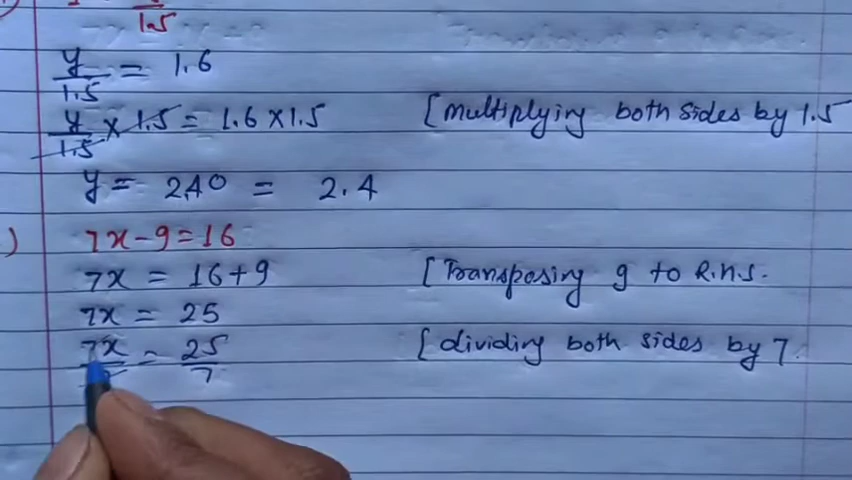 1.5
y/1.5 = 1.6
y/1.5 × 1.5 = 1.6 × 1.5 [Multiplying both sides by 1.5
y = 2.40 = 2.4
) 7x - 9 = 16
7x = 16 + 9 [Transposing 9 to R.H.S.
7x = 25
7x/7 = 25/7 [dividing both sides by 7.